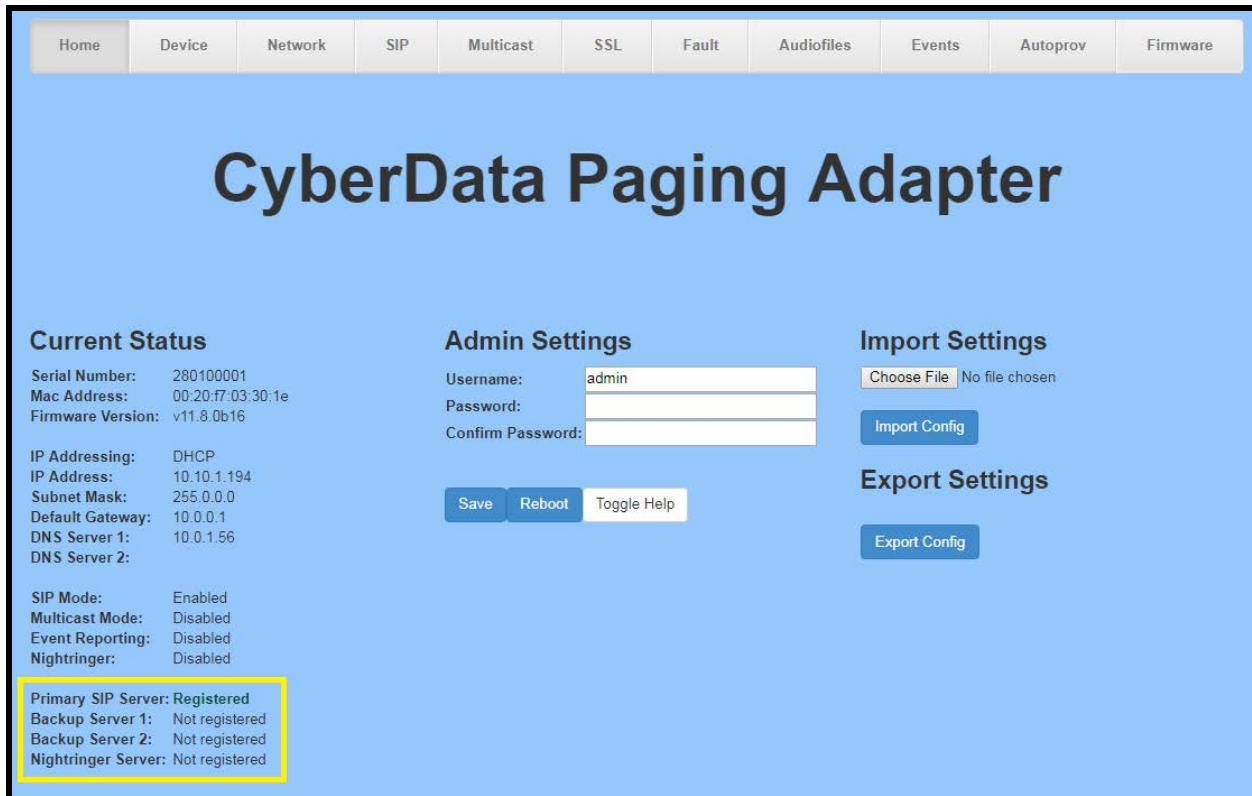 Home Device Network SIP Multicast SSL Fault Audiofiles Events Autoprov Firmware
CyberData Paging Adapter
Current Status
Serial Number: 280100001
Mac Address: 00:20:f7:03:30:1e
Firmware Version: v11.8.0b16
IP Addressing: DHCP
IP Address: 10.10.1.194
Subnet Mask: 255.0.0.0
Default Gateway: 10.0.0.1
DNS Server 1: 10.0.1.56
DNS Server 2:
SIP Mode: Enabled
Multicast Mode: Disabled
Event Reporting: Disabled
Nightringer: Disabled
Primary SIP Server: Registered
Backup Server 1: Not registered
Backup Server 2: Not registered
Nightringer Server: Not registered
Admin Settings
Username: admin
Password:
Confirm Password:
Save Reboot Toggle Help
Import Settings
Choose File No file chosen
Import Config
Export Settings
Export Config